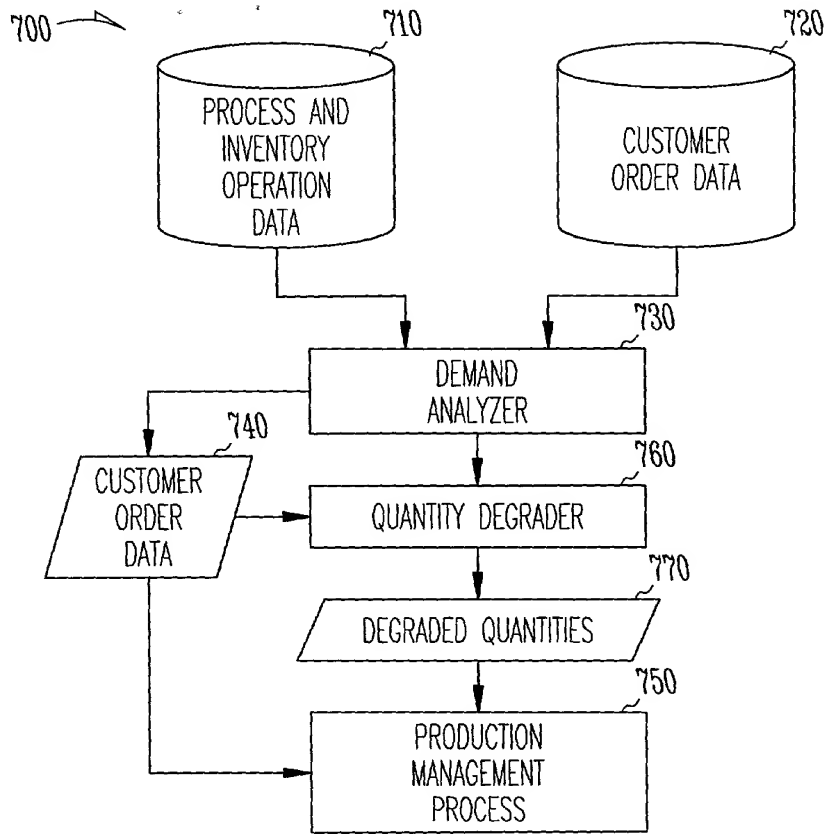 700
710
PROCESS AND
INVENTORY
OPERATION
DATA
720
CUSTOMER
ORDER DATA
730
DEMAND
ANALYZER
740
CUSTOMER
ORDER
DATA
760
QUANTITY DEGRADER
770
DEGRADED QUANTITIES
750
PRODUCTION
MANAGEMENT
PROCESS